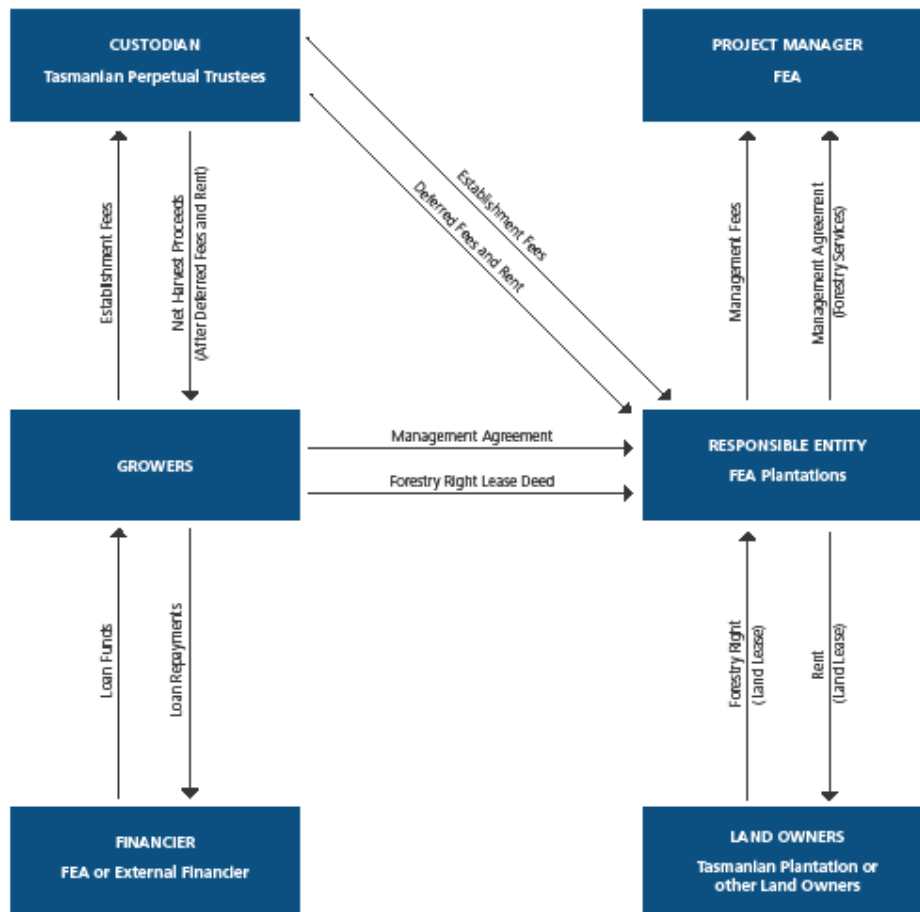 CUSTODIAN
Tasmanian Perpetual Trustees
PROJECT MANAGER
FEA
Establishment Fees
Net Harvest Proceeds
(After Deferred Fees and Rent)
Establishment Fees
Deferred Fees and Rent
Management Fees
Management Agreement
(Forestry Services)
GROWERS
Management Agreement
Forestry Right Lease Deed
RESPONSIBLE ENTITY
FEA Plantations
Loan Funds
Loan Repayments
Forestry Right
(Land Lease)
Rent
(Land Lease)
FINANCIER
FEA or External Financier
LAND OWNERS
Tasmanian Plantation or
other Land Owners